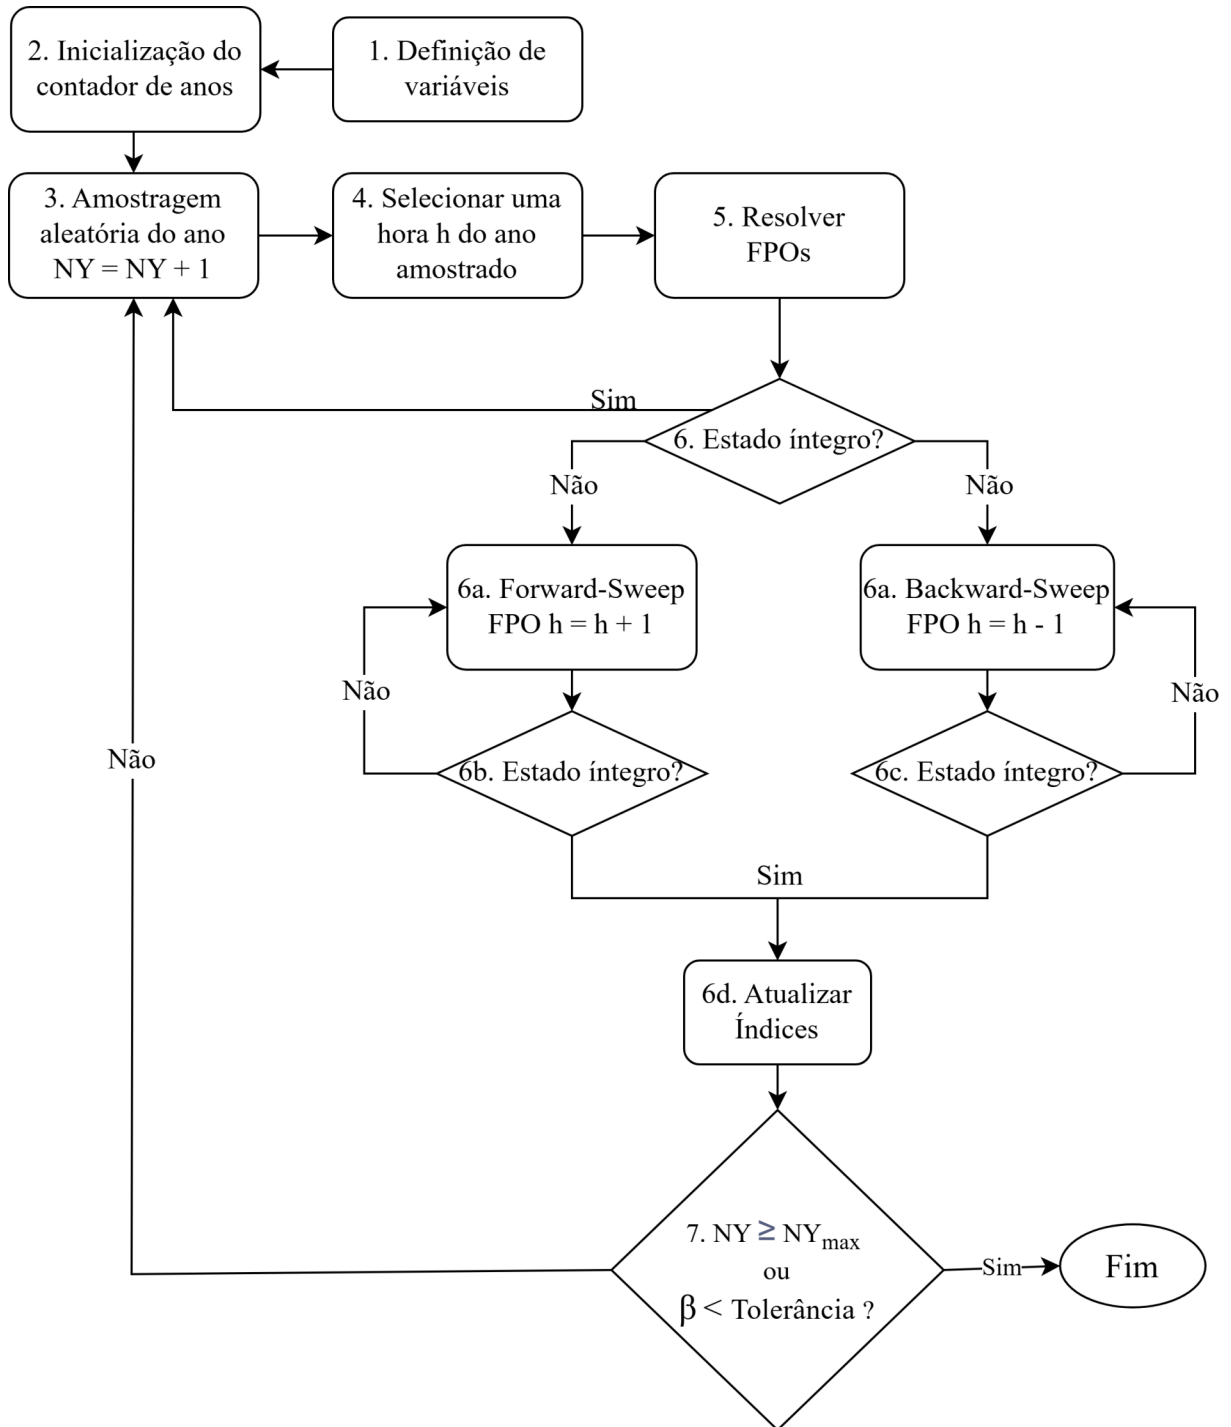 2. Inicialização do
contador de anos
1. Definição de
variáveis
3. Amostragem
aleatória do ano
NY = NY + 1
4. Selecionar uma
hora h do ano
amostrado
5. Resolver
FPOs
Sim
6. Estado íntegro?
Não
Não
6a. Forward-Sweep
FPO h = h + 1
6a. Backward-Sweep
FPO h = h - 1
Não
Não
Não
6b. Estado íntegro?
6c. Estado íntegro?
Sim
6d. Atualizar
Índices
7. NY ≥ NYmax
ou
β < Tolerância ?
Sim
Fim